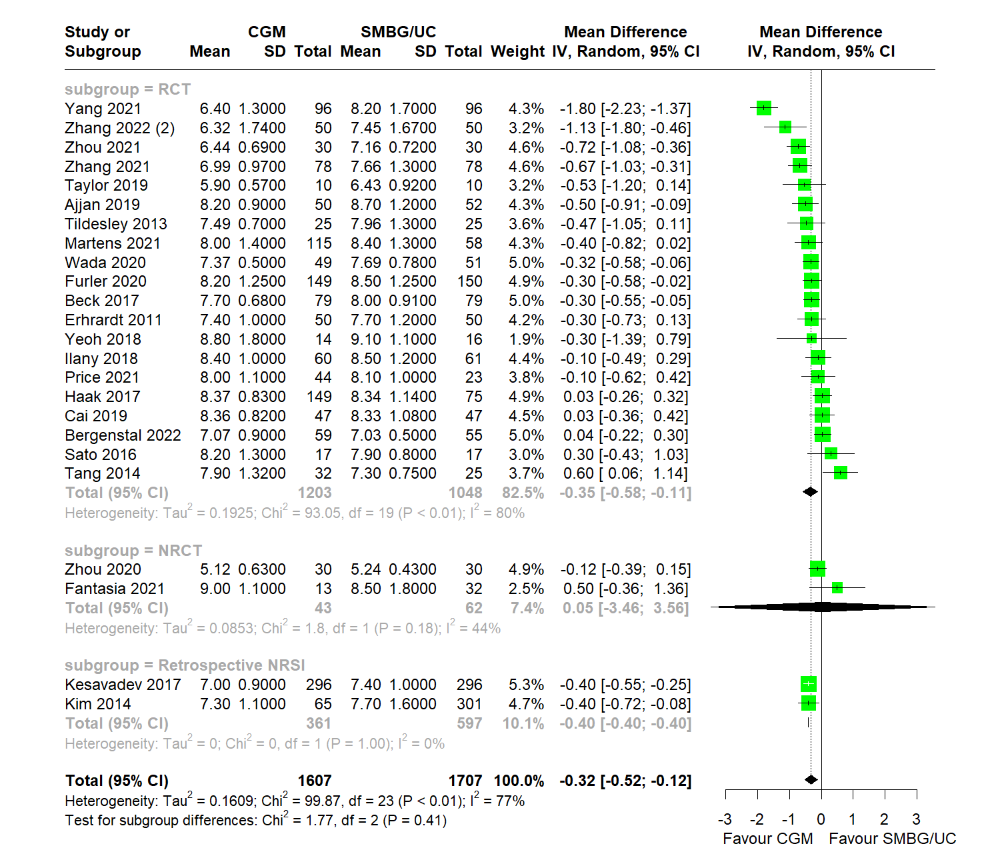 Study or CGM SMBG/UC Mean Difference Mean Difference
Subgroup Mean SD Total Mean SD Total Weight IV, Random, 95% CI IV, Random, 95% CI
subgroup = RCT
Yang 2021 6.40 1.3000 96 8.20 1.7000 96 4.3% -1.80 [-2.23; -1.37]
Zhang 2022 (2) 6.32 1.7400 50 7.45 1.6700 50 3.2% -1.13 [-1.80; -0.46]
Zhou 2021 6.44 0.6900 30 7.16 0.7200 30 4.6% -0.72 [-1.08; -0.36]
Zhang 2021 6.99 0.9700 78 7.66 1.3000 78 4.6% -0.67 [-1.03; -0.31]
Taylor 2019 5.90 0.5700 10 6.43 0.9200 10 3.2% -0.53 [-1.20; 0.14]
Ajjan 2019 8.20 0.9000 50 8.70 1.2000 52 4.3% -0.50 [-0.91; -0.09]
Tildesley 2013 7.49 0.7000 25 7.96 1.3000 25 3.6% -0.47 [-1.05; 0.11]
Martens 2021 8.00 1.4000 115 8.40 1.3000 58 4.3% -0.40 [-0.82; 0.02]
Wada 2020 7.37 0.5000 49 7.69 0.7800 51 5.0% -0.32 [-0.58; -0.06]
Furler 2020 8.20 1.2500 149 8.50 1.2500 150 4.9% -0.30 [-0.58; -0.02]
Beck 2017 7.70 0.6800 79 8.00 0.9100 79 5.0% -0.30 [-0.55; -0.05]
Erhrardt 2011 7.40 1.0000 50 7.70 1.2000 50 4.2% -0.30 [-0.73; 0.13]
Yeoh 2018 8.80 1.8000 14 9.10 1.1000 16 1.9% -0.30 [-1.39; 0.79]
Ilany 2018 8.40 1.0000 60 8.50 1.2000 61 4.4% -0.10 [-0.49; 0.29]
Price 2021 8.00 1.1000 44 8.10 1.0000 23 3.8% -0.10 [-0.62; 0.42]
Haak 2017 8.37 0.8300 149 8.34 1.1400 75 4.9% 0.03 [-0.26; 0.32]
Cai 2019 8.36 0.8200 47 8.33 1.0800 47 4.5% 0.03 [-0.36; 0.42]
Bergenstal 2022 7.07 0.9000 59 7.03 0.5000 55 5.0% 0.04 [-0.22; 0.30]
Sato 2016 8.20 1.3000 17 7.90 0.8000 17 3.0% 0.30 [-0.43; 1.03]
Tang 2014 7.90 1.3200 32 7.30 0.7500 25 3.7% 0.60 [ 0.06; 1.14]
Total (95% CI) 1203 1048 82.5% -0.35 [-0.58; -0.11]
Heterogeneity: Tau² = 0.1925; Chi² = 93.05, df = 19 (P < 0.01); I² = 80%
subgroup = NRCT
Zhou 2020 5.12 0.6300 30 5.24 0.4300 30 4.9% -0.12 [-0.39; 0.15]
Fantasia 2021 9.00 1.1000 13 8.50 1.8000 32 2.5% 0.50 [-0.36; 1.36]
Total (95% CI) 43 62 7.4% 0.05 [-3.46; 3.56]
Heterogeneity: Tau² = 0.0853; Chi² = 1.8, df = 1 (P = 0.18); I² = 44%
subgroup = Retrospective NRSI
Kesavadev 2017 7.00 0.9000 296 7.40 1.0000 296 5.3% -0.40 [-0.55; -0.25]
Kim 2014 7.30 1.1000 65 7.70 1.6000 301 4.7% -0.40 [-0.72; -0.08]
Total (95% CI) 361 597 10.1% -0.40 [-0.40; -0.40]
Heterogeneity: Tau² = 0; Chi² = 0, df = 1 (P = 1.00); I² = 0%
Total (95% CI) 1607 1707 100.0% -0.32 [-0.52; -0.12]
Heterogeneity: Tau² = 0.1609; Chi² = 99.87, df = 23 (P < 0.01); I² = 77%
Test for subgroup differences: Chi² = 1.77, df = 2 (P = 0.41)
-3 -2 -1 0 1 2 3
Favour CGM Favour SMBG/UC